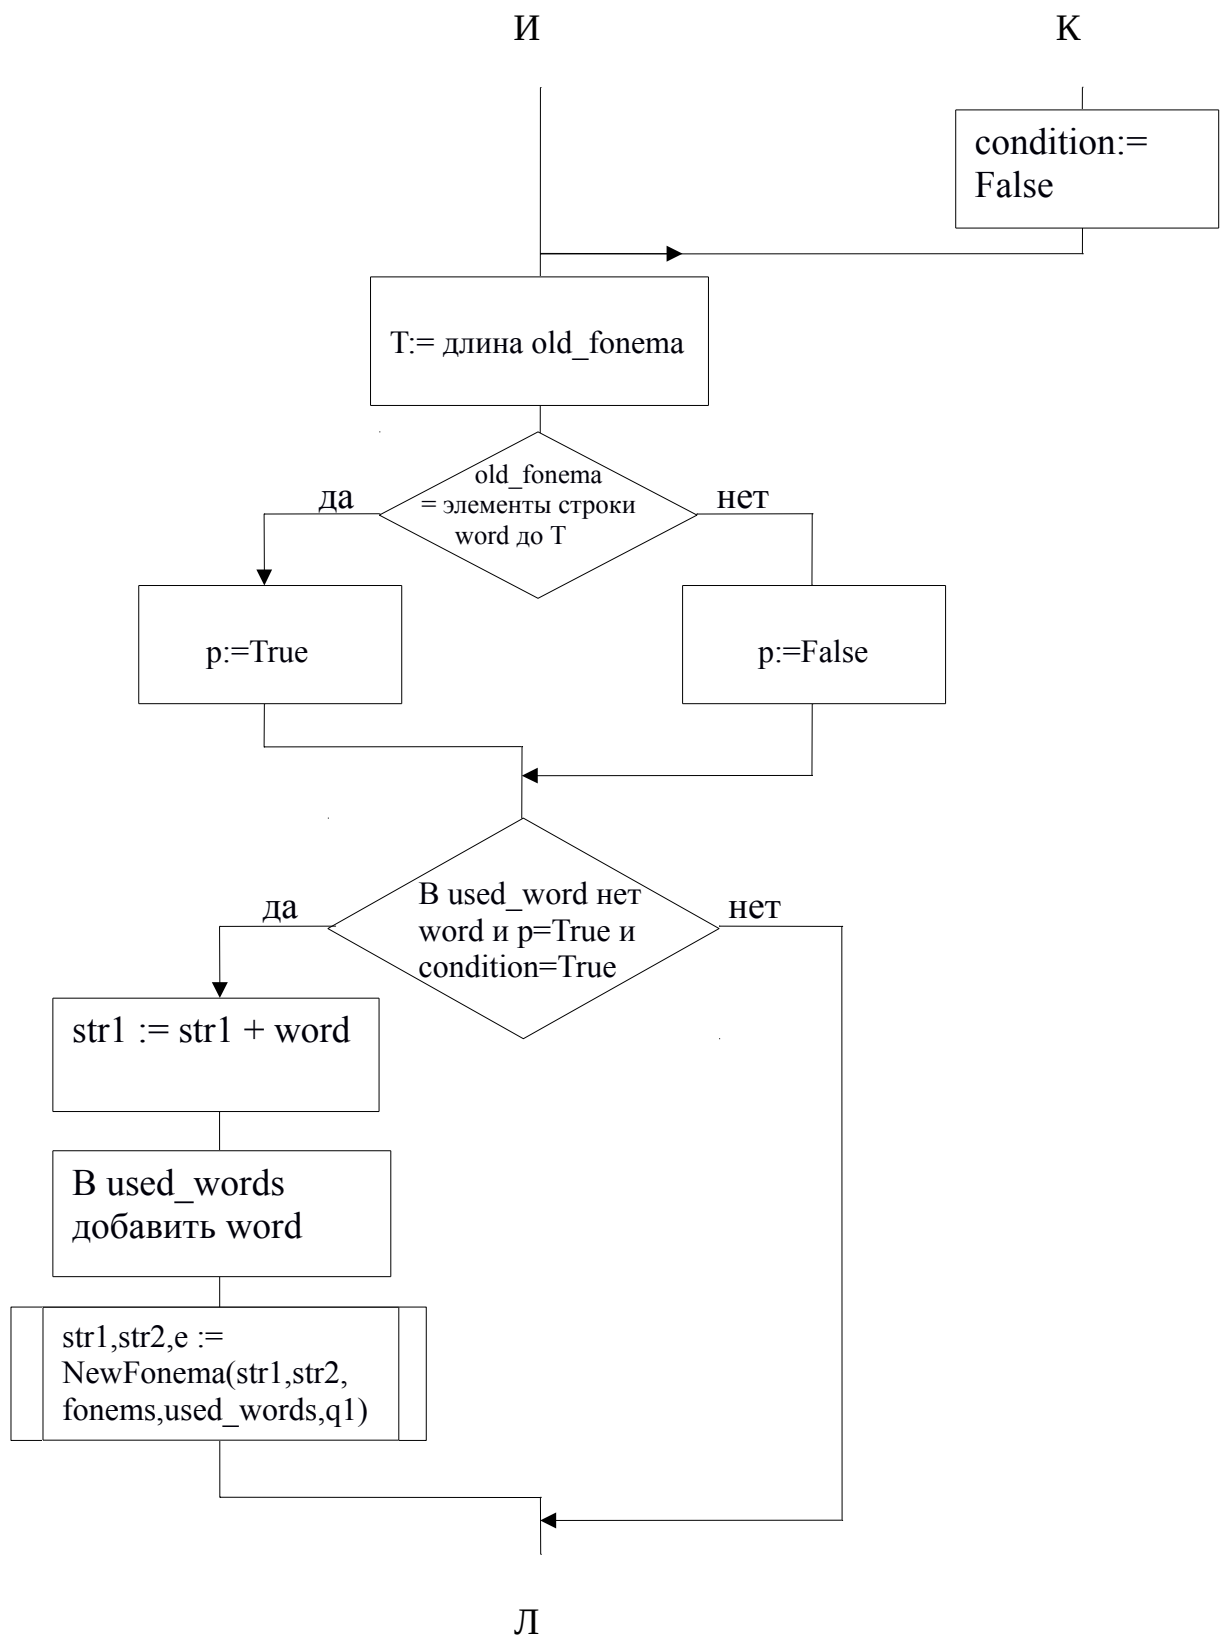 И
К
condition:=
False
T:= длина old_fonema
old_fonema
= элементы строки
word до T
да
нет
p:=True
p:=False
В used_word нет
word и p=True и
condition=True
да
нет
str1 := str1 + word
В used_words
добавить word
str1,str2,e :=
NewFonema(str1,str2,
fonems,used_words,q1)
Л